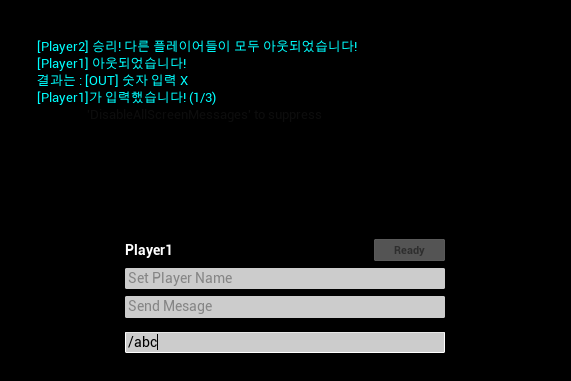 [Player2] 승리! 다른 플레이어들이 모두 아웃되었습니다!
[Player1] 아웃되었습니다!
결과는 : [OUT] 숫자 입력 X
[Player1]가 입력했습니다! (1/3)
'DisableAllScreenMessages' to suppress
Player1
Ready
Set Player Name
Send Mesage
/abc